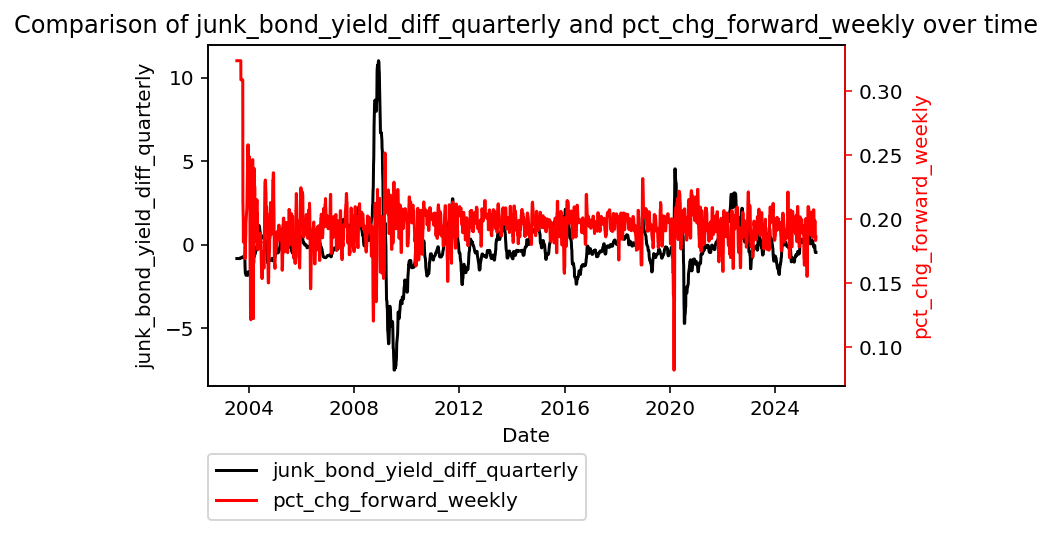 Comparison of junk_bond_yield_diff_quarterly and pct_chg_forward_weekly over time
junk_bond_yield_diff_quarterly
10
5
0
−5
0.30
0.25
0.20
0.15
0.10
pct_chg_forward_weekly
2004 2008 2012 2016 2020 2024
Date
junk_bond_yield_diff_quarterly
pct_chg_forward_weekly